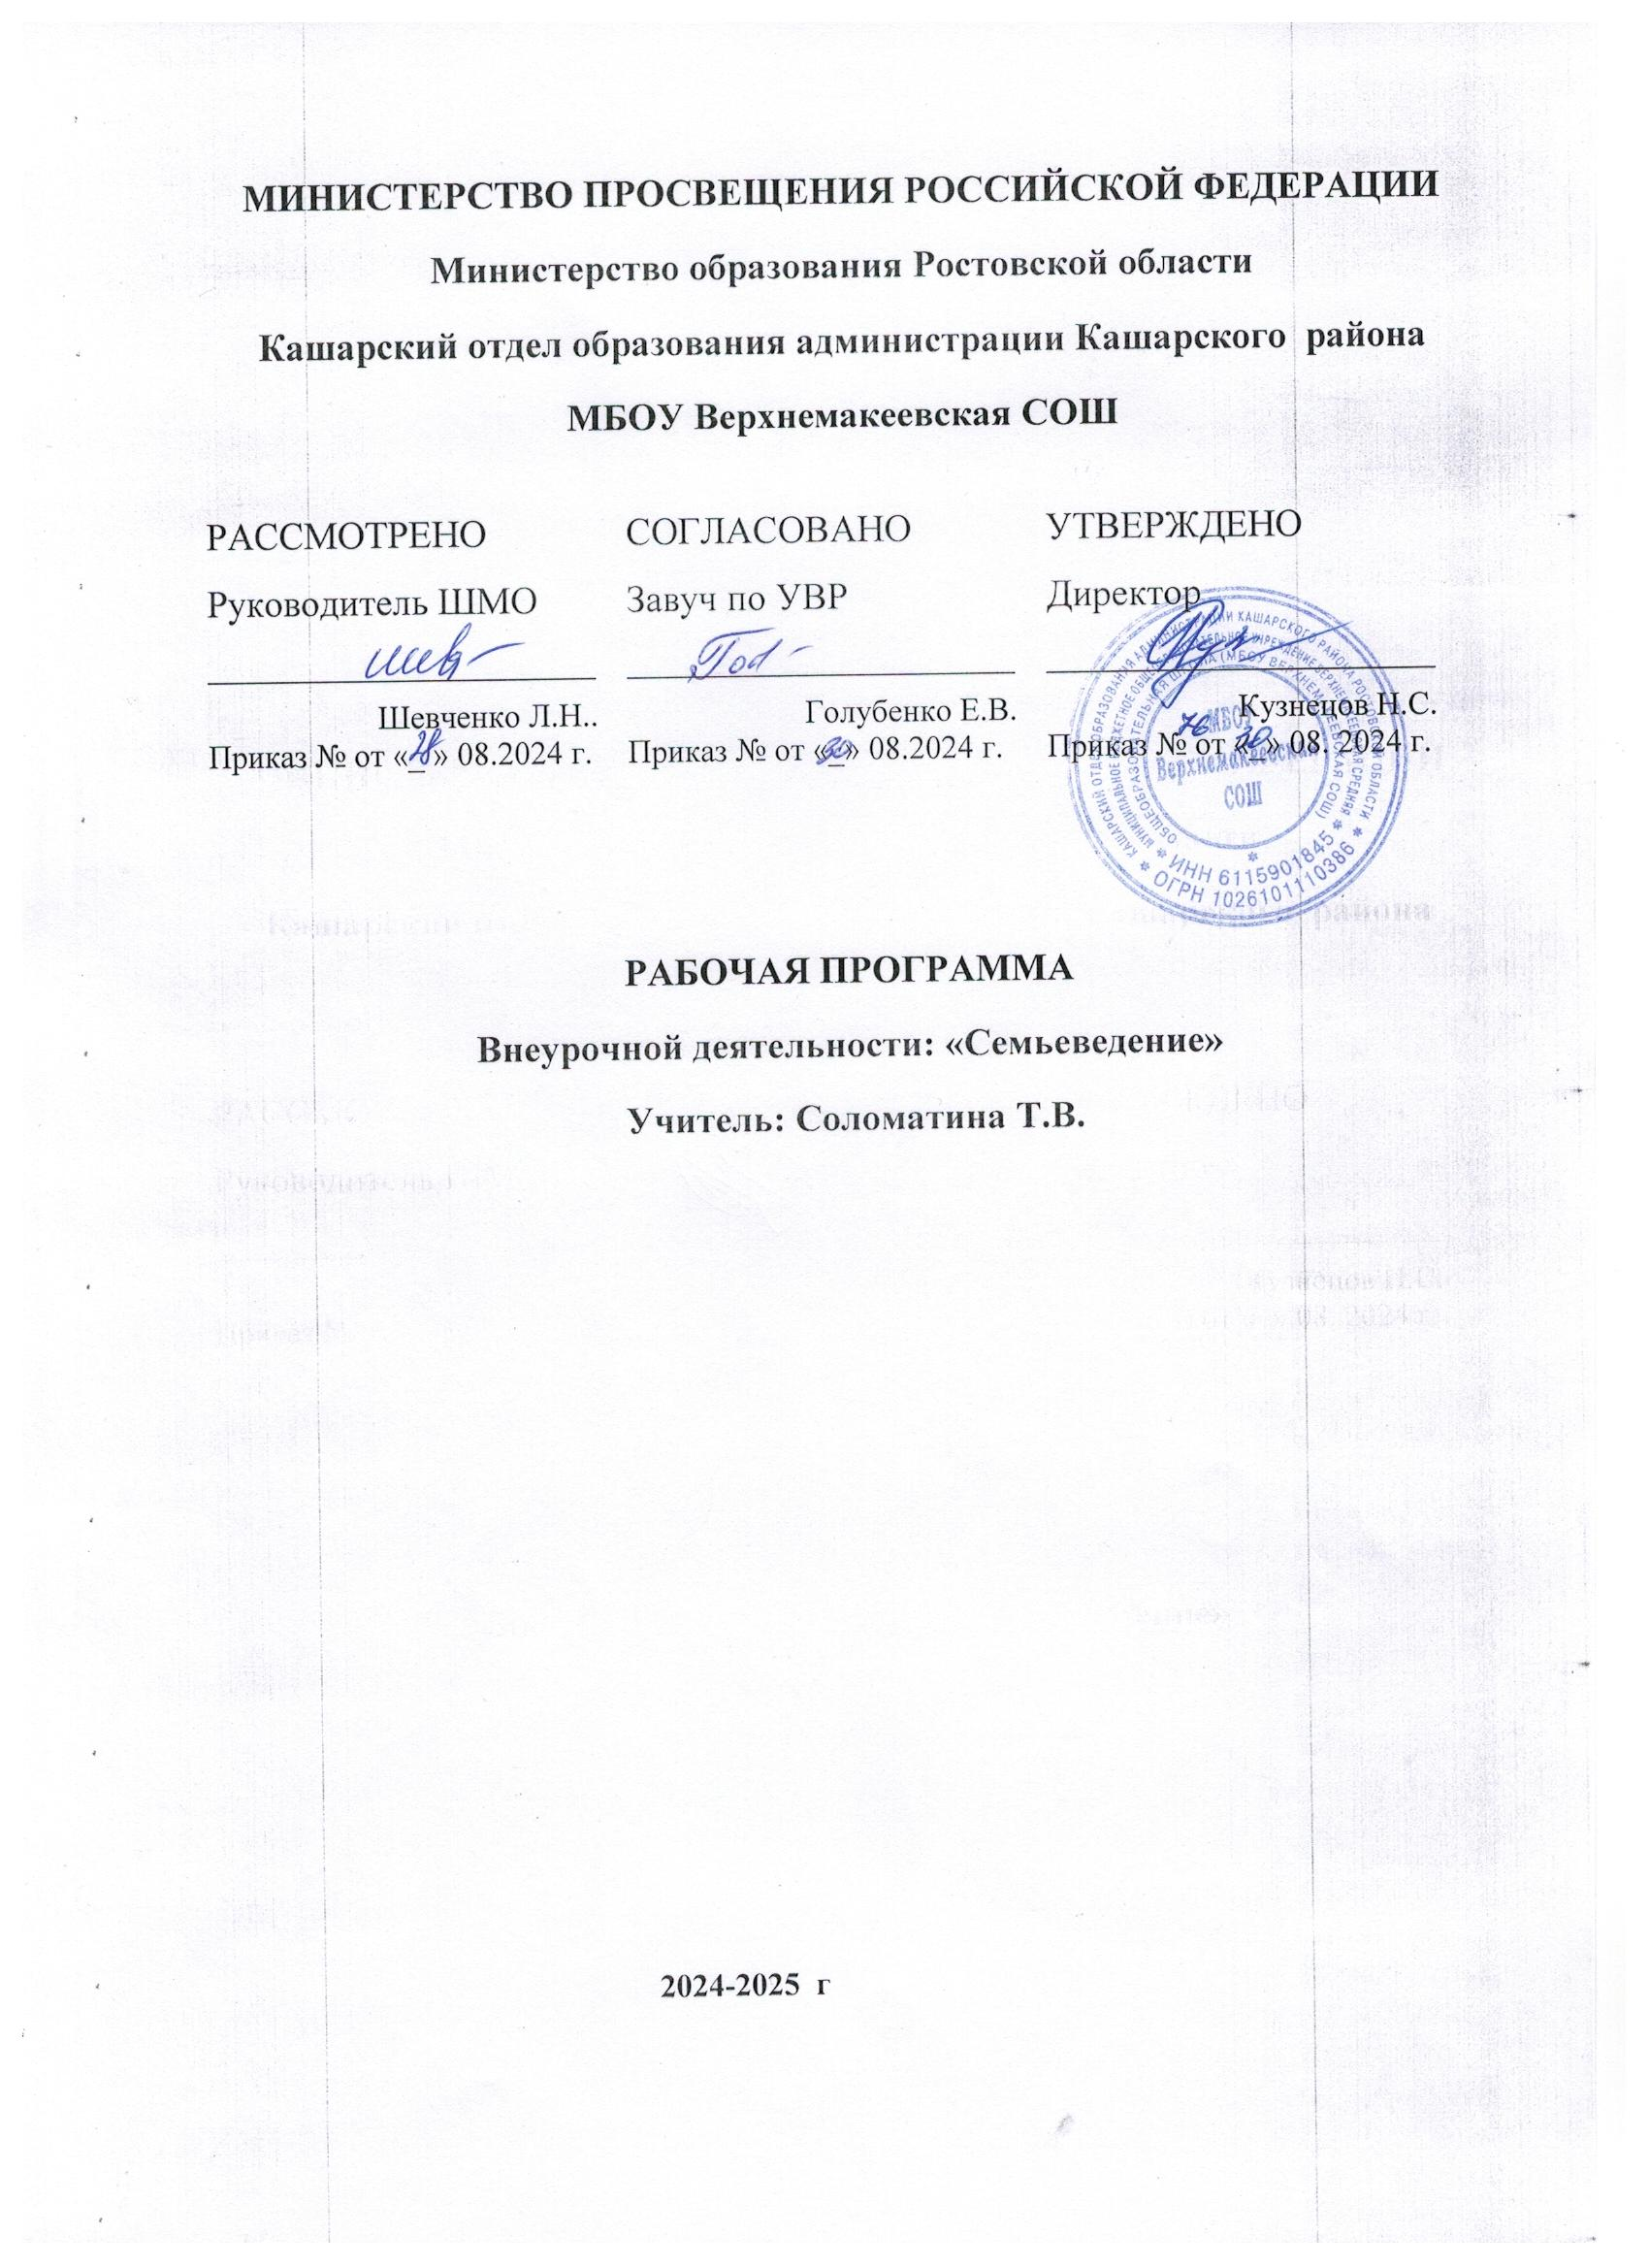 МИНИСТЕРСТВО ПРОСВЕЩЕНИЯ РОССИЙСКОЙ ФЕДЕРАЦИИ
Министерство образования Ростовской области
Кашарский отдел образования администрации Кашарского района
МБОУ Верхнемакеевская СОШ
РАССМОТРЕНО
Руководитель ШМО
Шевченко Л.Н..
Приказ № от «28» 08.2024 г.
СОГЛАСОВАНО
Завуч по УВР
Голубенко Е.В.
Приказ № от «30» 08.2024 г.
УТВЕРЖДЕНО
Директор
Кузнецов Н.С.
Приказ № 76 от «30» 08. 2024 г.
МБОУ
Верхнемакеевская
СОШ
ИНН 6115901845
ОГРН 1026101110386
РАБОЧАЯ ПРОГРАММА
Внеурочной деятельности: «Семьеведение»
Учитель: Соломатина Т.В.
2024-2025 г